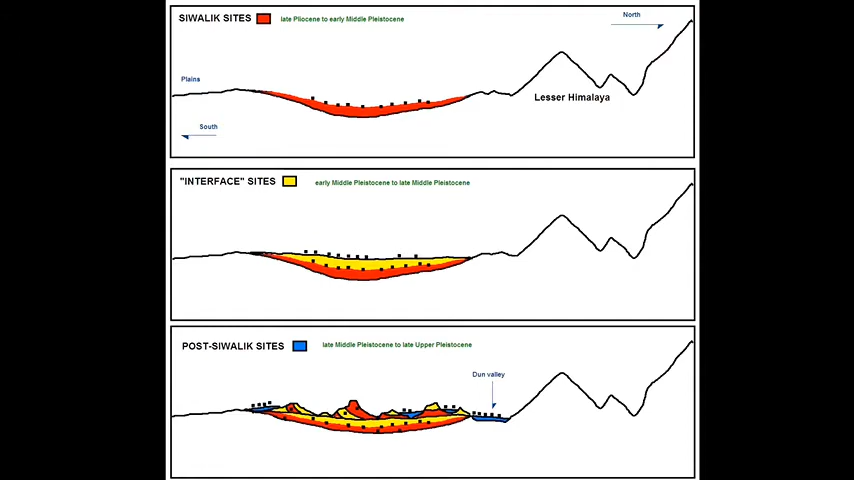 SIWALIK SITES late Pliocene to early Middle Pleistocene
North
Plains
Lesser Himalaya
South
"INTERFACE" SITES early Middle Pleistocene to late Middle Pleistocene
POST-SIWALIK SITES late Middle Pleistocene to late Upper Pleistocene
Dun valley